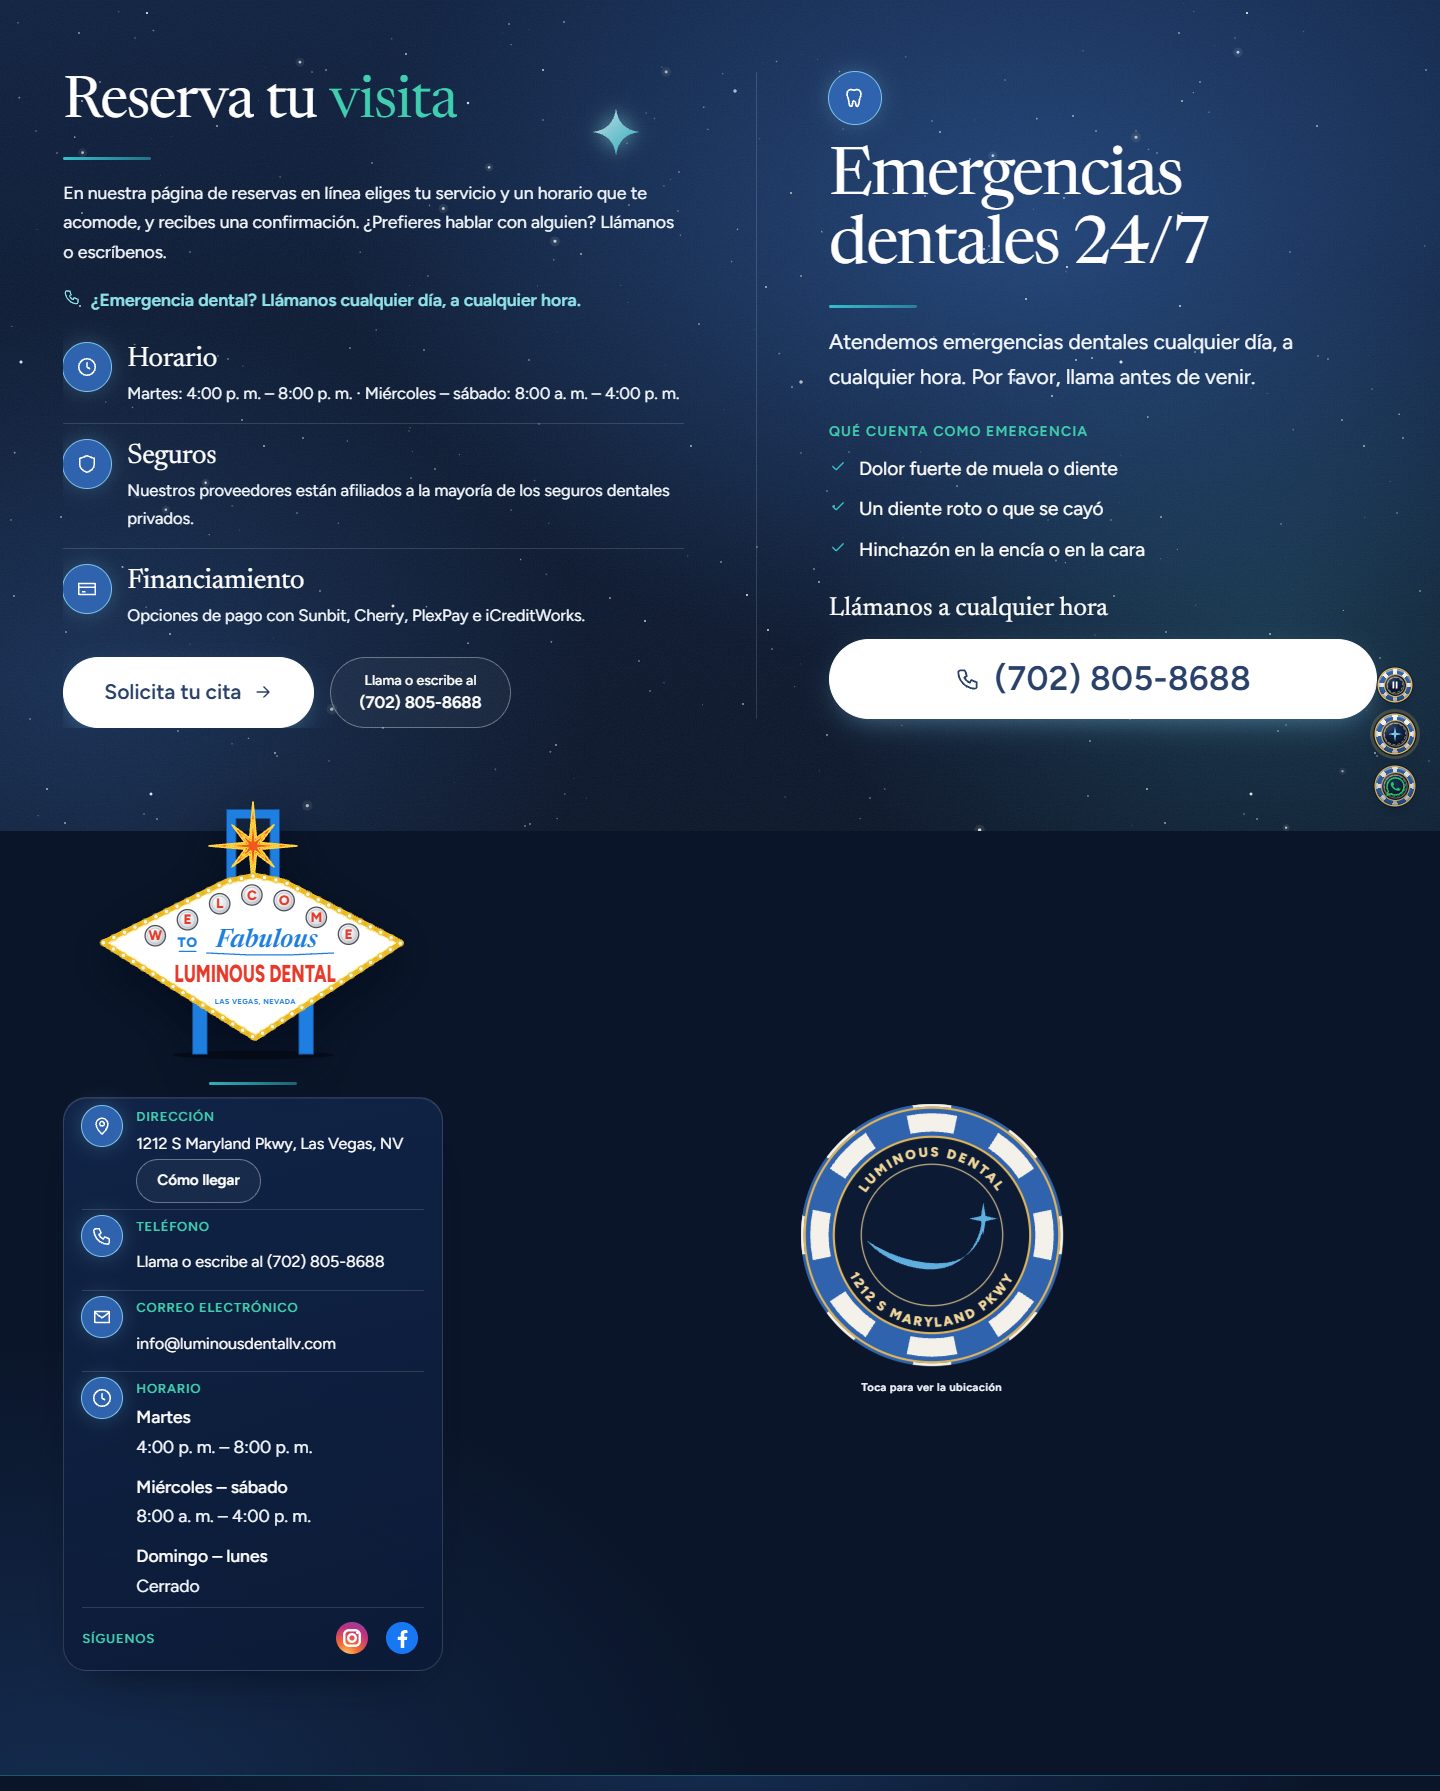 Reserva tu visita
En nuestra página de reservas en línea eliges tu servicio y un horario que te
acomode, y recibes una confirmación. ¿Prefieres hablar con alguien? Llámanos
o escríbenos.
¿Emergencia dental? Llámanos cualquier día, a cualquier hora.
Horario
Martes: 4:00 p. m. – 8:00 p. m. · Miércoles – sábado: 8:00 a. m. – 4:00 p. m.
Seguros
Nuestros proveedores están afiliados a la mayoría de los seguros dentales
privados.
Financiamiento
Opciones de pago con Sunbit, Cherry, PlexPay e iCreditWorks.
Solicita tu cita
Llama o escribe al
(702) 805-8688
Emergencias
dentales 24/7
Atendemos emergencias dentales cualquier día, a
cualquier hora. Por favor, llama antes de venir.
QUÉ CUENTA COMO EMERGENCIA
Dolor fuerte de muela o diente
Un diente roto o que se cayó
Hinchazón en la encía o en la cara
Llámanos a cualquier hora
(702) 805-8688
WELCOME
TO Fabulous
LUMINOUS DENTAL
LAS VEGAS, NEVADA
DIRECCIÓN
1212 S Maryland Pkwy, Las Vegas, NV
Cómo llegar
TELÉFONO
Llama o escribe al (702) 805-8688
CORREO ELECTRÓNICO
info@luminousdentallv.com
HORARIO
Martes
4:00 p. m. – 8:00 p. m.
Miércoles – sábado
8:00 a. m. – 4:00 p. m.
Domingo – lunes
Cerrado
SÍGUENOS
LUMINOUS DENTAL
1212 S MARYLAND PKWY
Toca para ver la ubicación